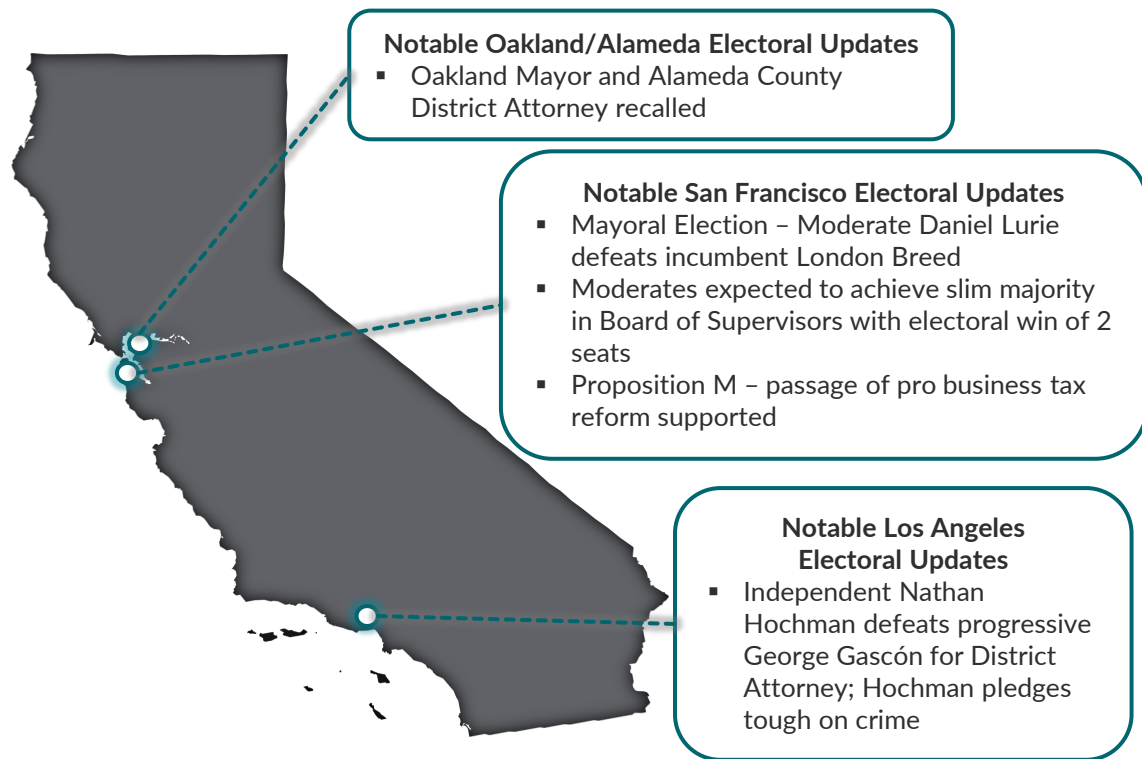 Notable Oakland/Alameda Electoral Updates
▪ Oakland Mayor and Alameda County
District Attorney recalled
Notable San Francisco Electoral Updates
▪ Mayoral Election – Moderate Daniel Lurie
defeats incumbent London Breed
▪ Moderates expected to achieve slim majority
in Board of Supervisors with electoral win of 2
seats
▪ Proposition M – passage of pro business tax
reform supported
Notable Los Angeles
Electoral Updates
▪ Independent Nathan
Hochman defeats progressive
George Gascón for District
Attorney; Hochman pledges
tough on crime